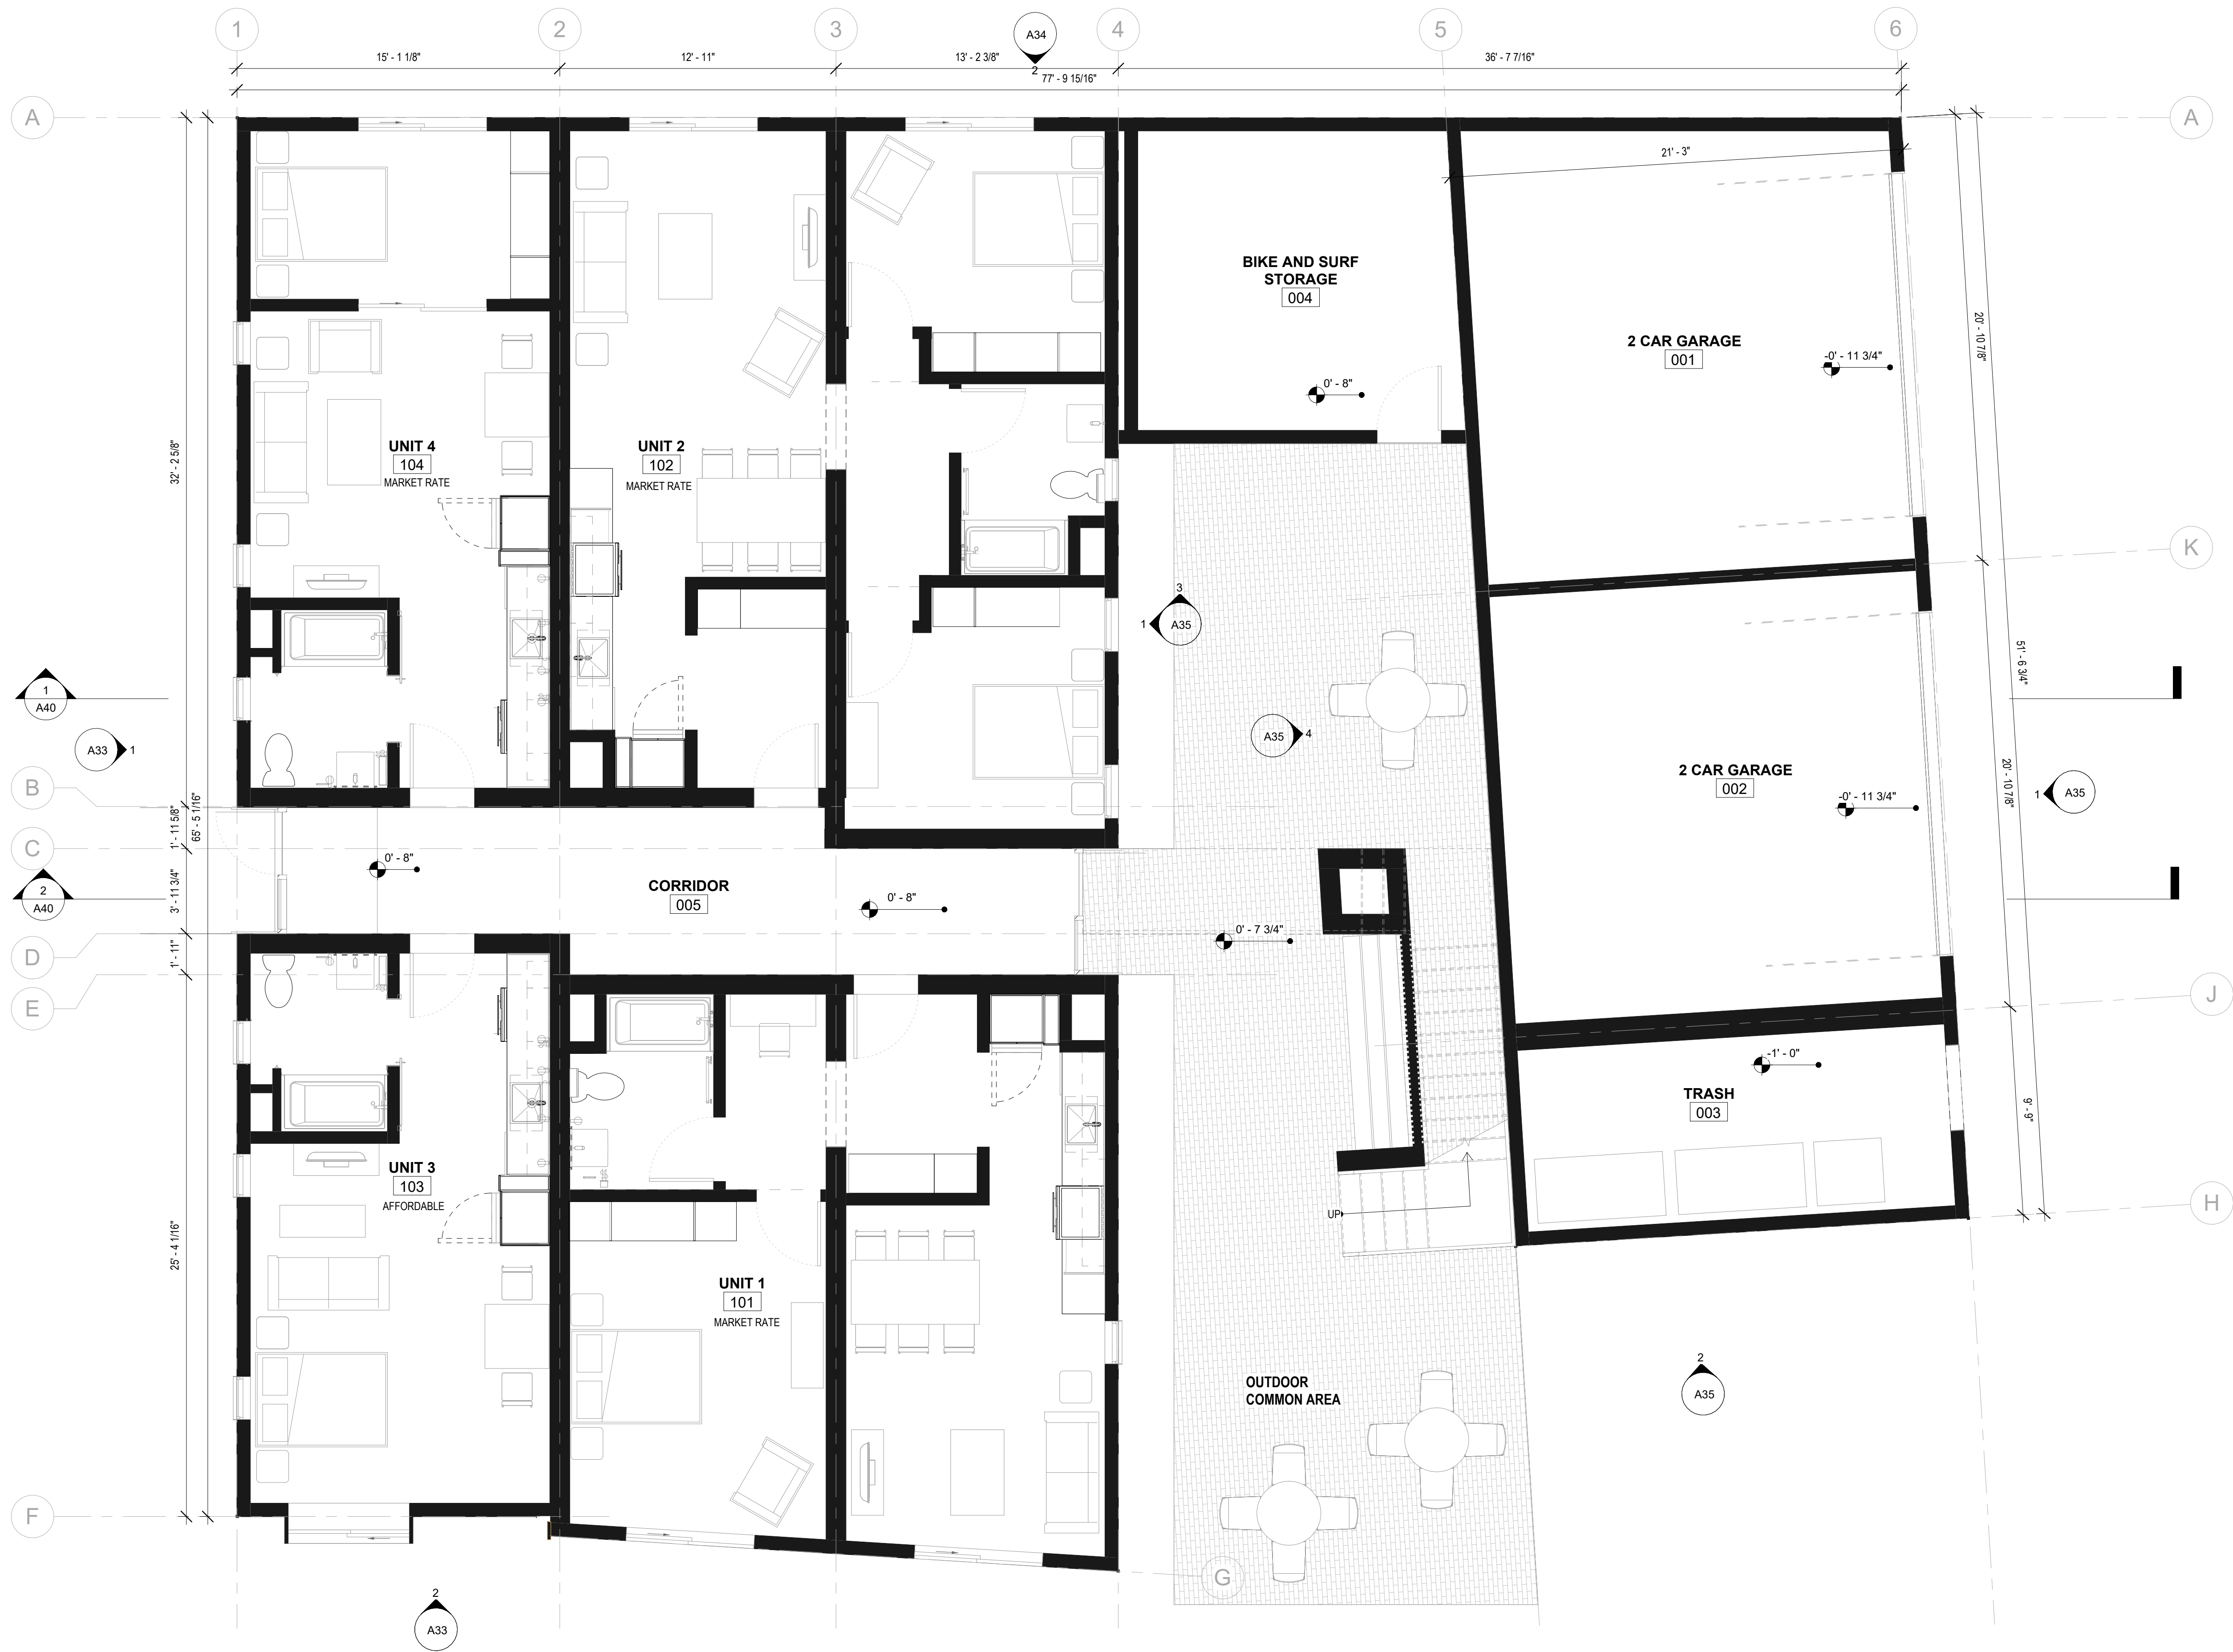 1
2
3
4
5
6
A34
2
15' - 1 1/8"
12' - 11"
13' - 2 3/8"
36' - 7 7/16"
77' - 9 15/16"
A
A
21' - 3"
BIKE AND SURF
STORAGE
004
2 CAR GARAGE
001
-0' - 11 3/4"
20' - 10 7/8"
0' - 8"
UNIT 4
104
MARKET RATE
UNIT 2
102
MARKET RATE
32' - 2 5/8"
K
3
1
A35
51' - 6 3/4"
1
A40
A33
1
A35
4
2 CAR GARAGE
002
-0' - 11 3/4"
20' - 10 7/8"
1
A35
B
1' - 11 5/8"
65' - 5 1/16"
C
0' - 8"
2
A40
3' - 11 3/4"
CORRIDOR
005
0' - 8"
0' - 7 3/4"
D
1' - 11"
E
J
-1' - 0"
TRASH
003
9' - 9"
UNIT 3
103
AFFORDABLE
H
UP
25' - 4 1/16"
UNIT 1
101
MARKET RATE
OUTDOOR
COMMON AREA
2
A35
F
G
2
A33